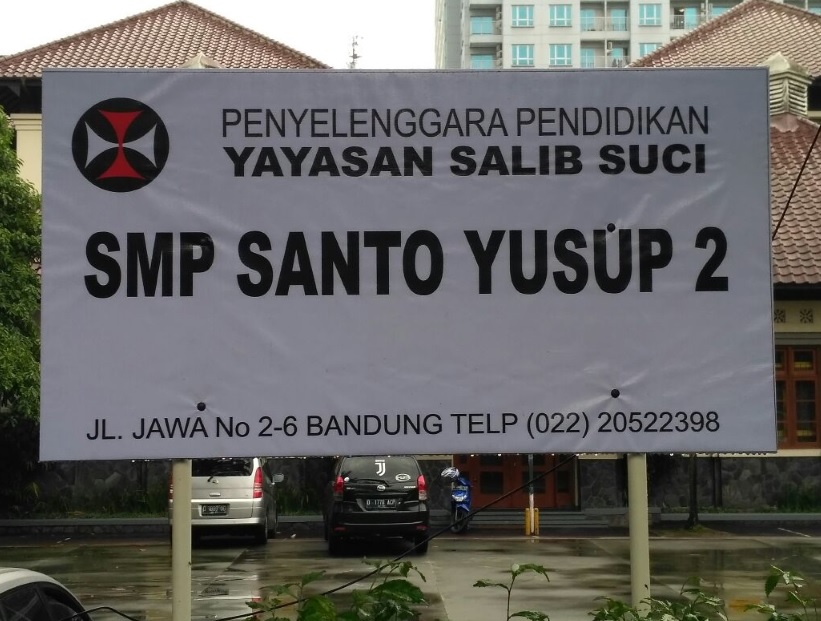 PENYELENGGARA PENDIDIKAN
YAYASAN SALIB SUCI
SMP SANTO YUSUP 2
JL. JAWA No 2-6 BANDUNG TELP (022) 20522398